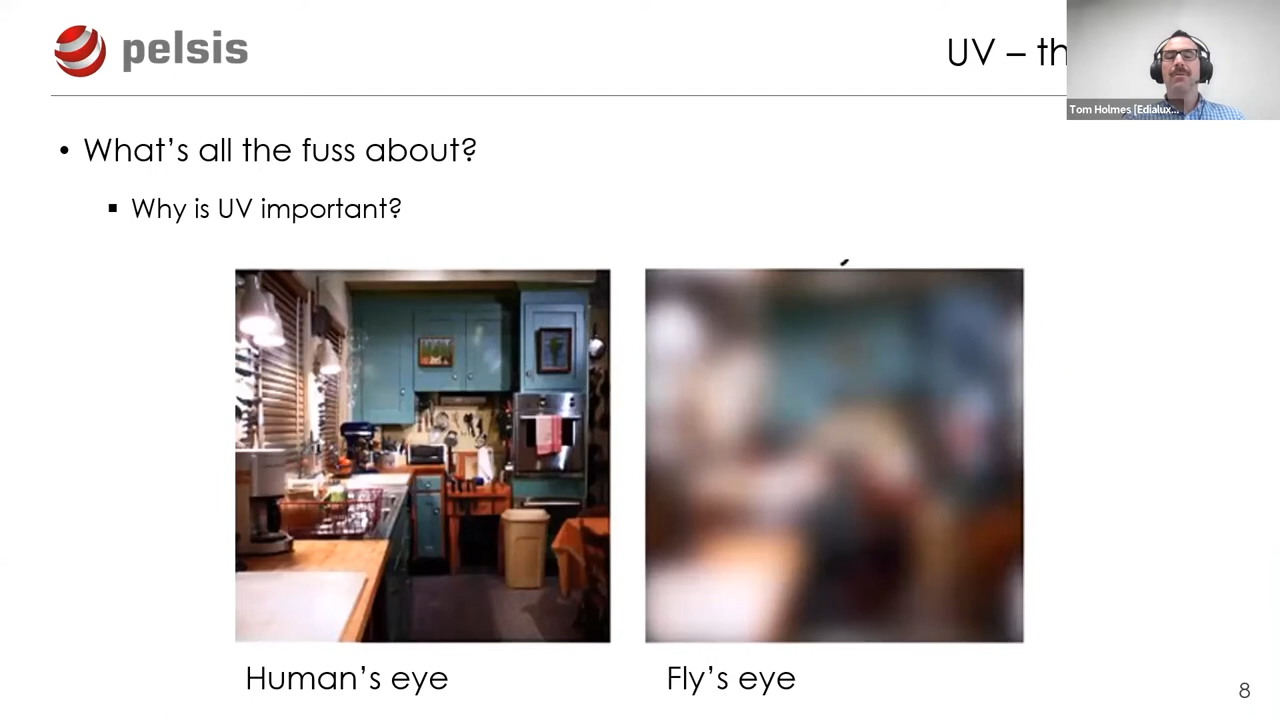 pelsis
UV – th
Tom Holmes [Edialux...
• What's all the fuss about?
▪ Why is UV important?
Human's eye
Fly's eye
8